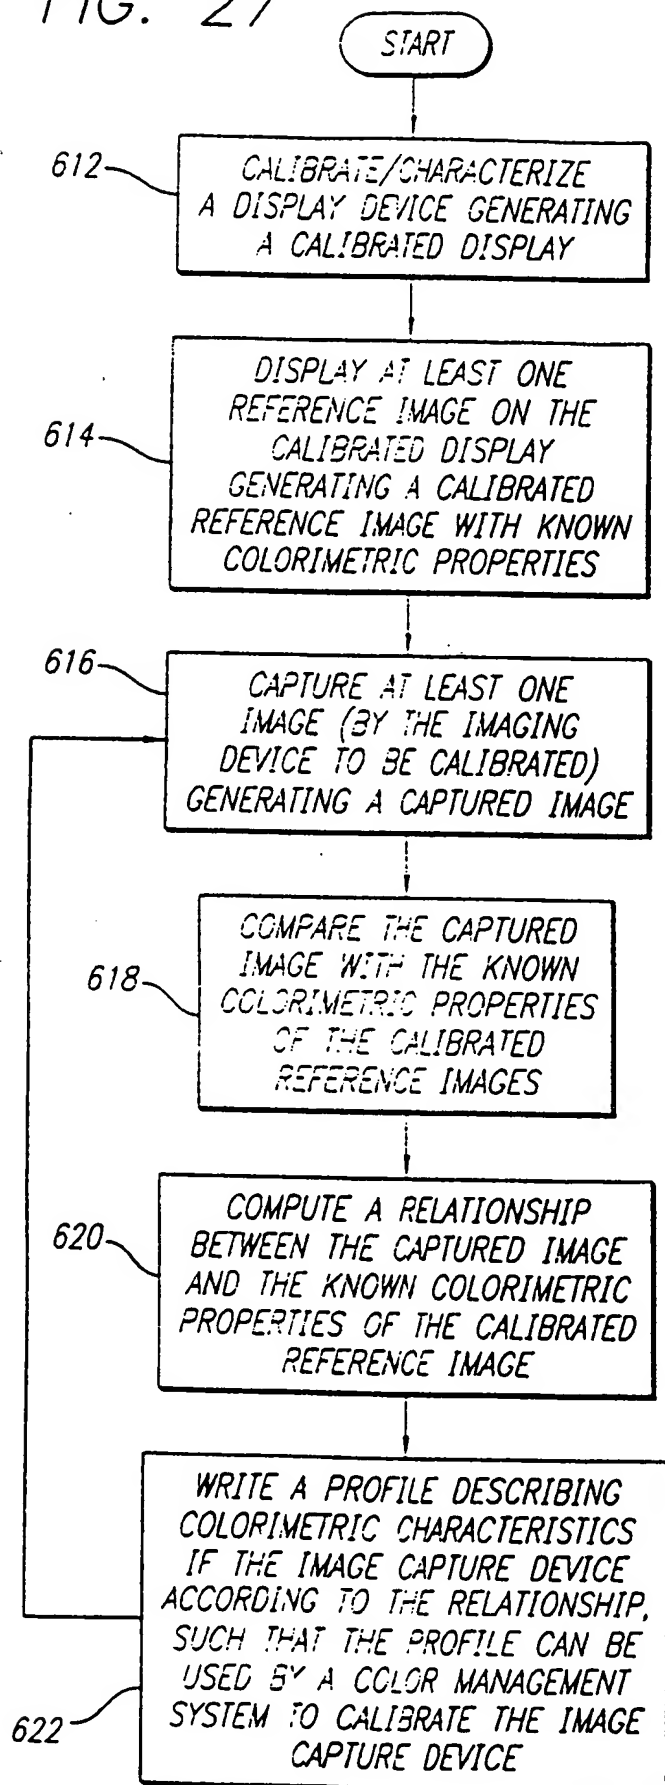 FIG. 27
START
612
CALIBRATE/CHARACTERIZE
A DISPLAY DEVICE GENERATING
A CALIBRATED DISPLAY
614
DISPLAY AT LEAST ONE
REFERENCE IMAGE ON THE
CALIBRATED DISPLAY
GENERATING A CALIBRATED
REFERENCE IMAGE WITH KNOWN
COLORIMETRIC PROPERTIES
616
CAPTURE AT LEAST ONE
IMAGE (BY THE IMAGING
DEVICE TO BE CALIBRATED)
GENERATING A CAPTURED IMAGE
618
COMPARE THE CAPTURED
IMAGE WITH THE KNOWN
COLORIMETRIC PROPERTIES
OF THE CALIBRATED
REFERENCE IMAGES
620
COMPUTE A RELATIONSHIP
BETWEEN THE CAPTURED IMAGE
AND THE KNOWN COLORIMETRIC
PROPERTIES OF THE CALIBRATED
REFERENCE IMAGE
622
WRITE A PROFILE DESCRIBING
COLORIMETRIC CHARACTERISTICS
IF THE IMAGE CAPTURE DEVICE
ACCORDING TO THE RELATIONSHIP,
SUCH THAT THE PROFILE CAN BE
USED BY A COLOR MANAGEMENT
SYSTEM TO CALIBRATE THE IMAGE
CAPTURE DEVICE